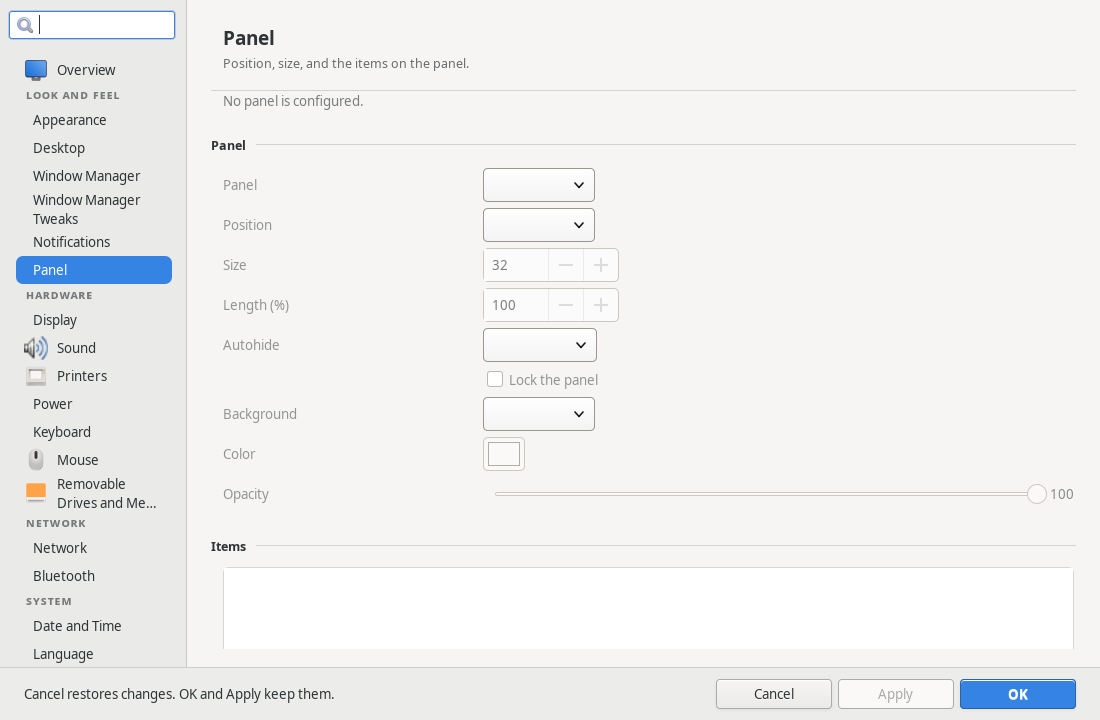 Overview
LOOK AND FEEL
Appearance
Desktop
Window Manager
Window Manager
Tweaks
Notifications
Panel
HARDWARE
Display
Sound
Printers
Power
Keyboard
Mouse
Removable
Drives and Me...
NETWORK
Network
Bluetooth
SYSTEM
Date and Time
Language
Panel
Position, size, and the items on the panel.
No panel is configured.
Panel
Panel
Position
Size 32
Length (%) 100
Autohide
Lock the panel
Background
Color
Opacity 100
Items
Cancel restores changes. OK and Apply keep them.
Cancel Apply OK